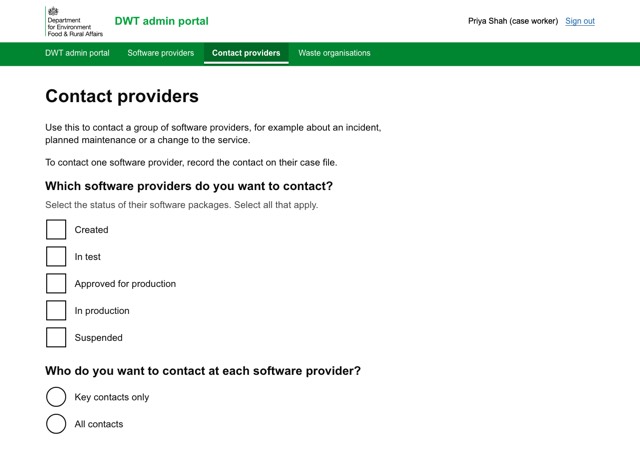 Department
for Environment
Food & Rural Affairs
DWT admin portal
Priya Shah (case worker) Sign out
DWT admin portal Software providers Contact providers Waste organisations
Contact providers
Use this to contact a group of software providers, for example about an incident,
planned maintenance or a change to the service.
To contact one software provider, record the contact on their case file.
Which software providers do you want to contact?
Select the status of their software packages. Select all that apply.
Created
In test
Approved for production
In production
Suspended
Who do you want to contact at each software provider?
Key contacts only
All contacts